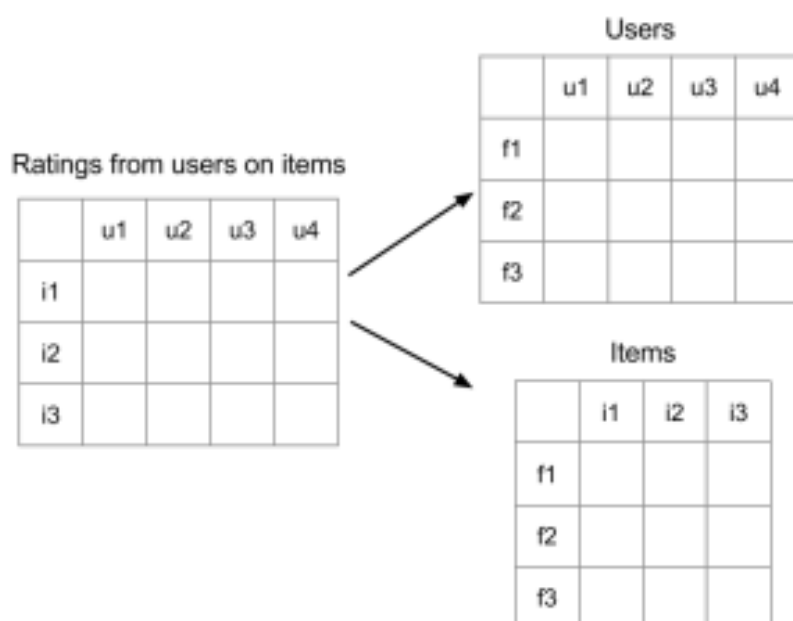 Users
u1 u2 u3 u4
f1
f2
f3
Ratings from users on items
u1 u2 u3 u4
i1
i2
i3
Items
i1 i2 i3
f1
f2
f3